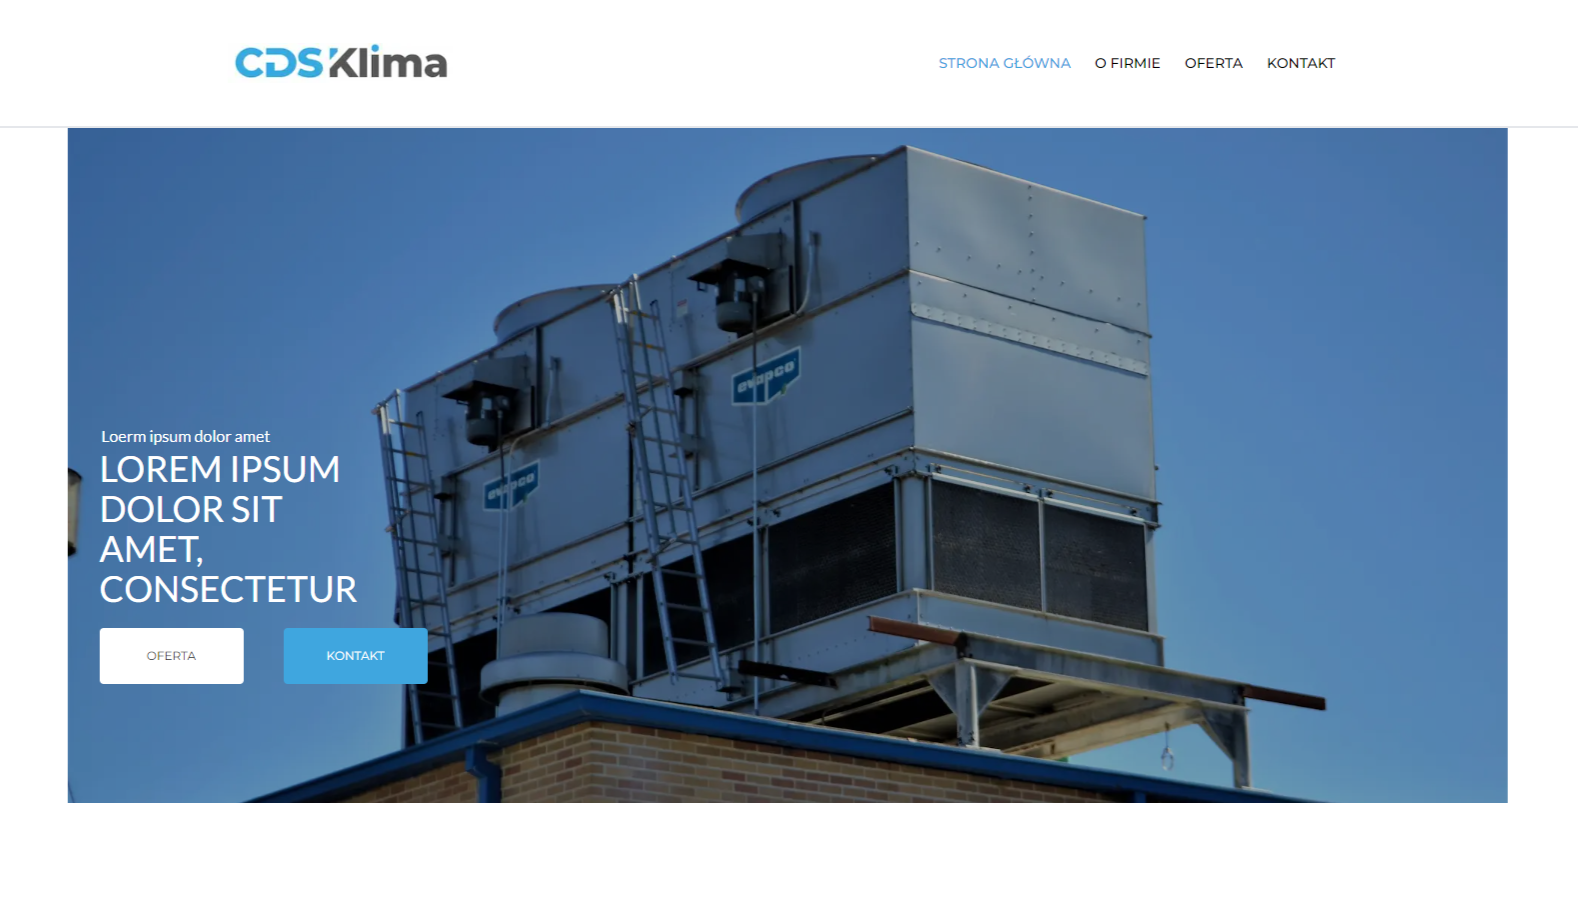 CDS Klima
STRONA GŁÓWNA O FIRMIE OFERTA KONTAKT
evapco
Loerm ipsum dolor amet
LOREM IPSUM
DOLOR SIT
AMET,
CONSECTETUR
evapco
OFERTA KONTAKT